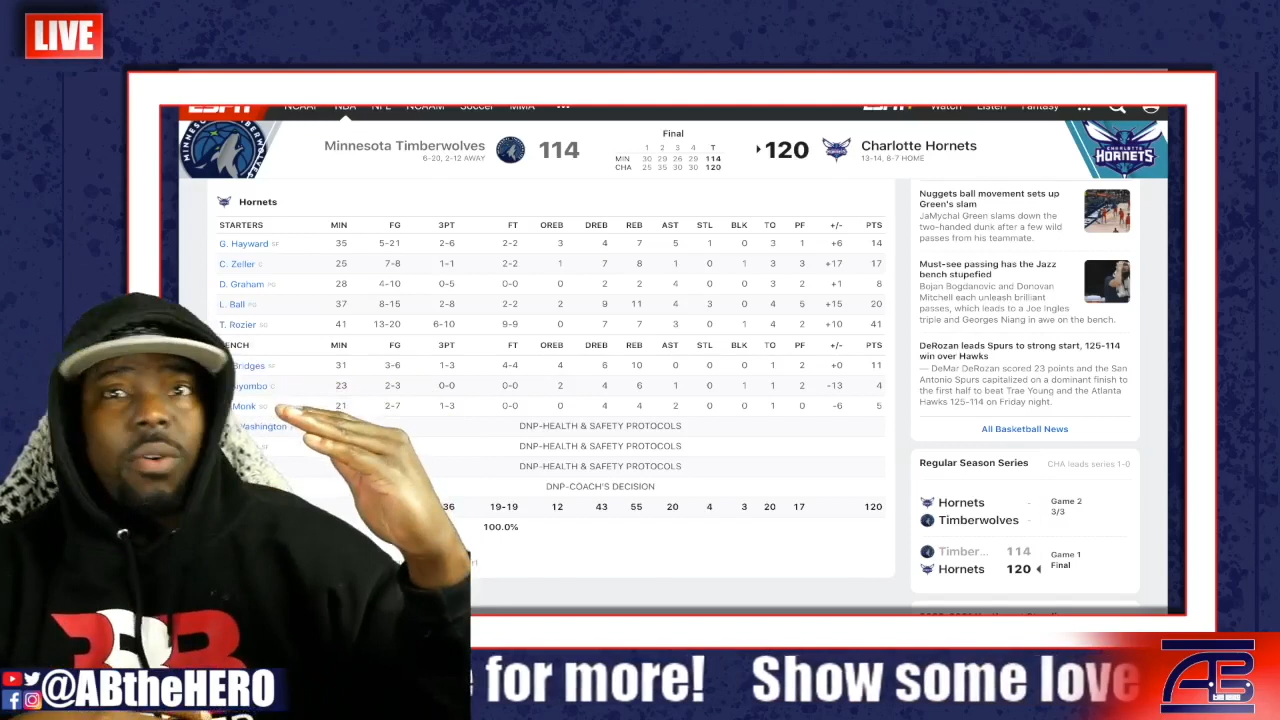 LIVE
NCAAF NBA NFL NCAAM Soccer MMA ... ESPN+ Watch Listen Fantasy ...
Minnesota Timberwolves 114
6-20, 2-12 AWAY
Final
1 2 3 4 T
MIN 30 29 26 29 114
CHA 25 35 30 30 120
120 Charlotte Hornets
13-14, 8-7 HOME
HORNETS
CHARLOTTE
Hornets
STARTERS MIN FG 3PT FT OREB DREB REB AST STL BLK TO PF +/- PTS
G. Hayward SF 35 5-21 2-6 2-2 3 4 7 5 1 0 3 1 +6 14
C. Zeller C 25 7-8 1-1 2-2 1 7 8 1 0 1 3 3 +17 17
D. Graham PG 28 4-10 0-5 0-0 0 2 2 4 0 0 3 2 +1 8
L. Ball PG 37 8-15 2-8 2-2 2 9 11 4 3 0 4 5 +15 20
T. Rozier SG 41 13-20 6-10 9-9 0 7 7 3 0 1 4 2 +10 41
ENCH MIN FG 3PT FT OREB DREB REB AST STL BLK TO PF +/- PTS
Bridges SF 31 3-6 1-3 4-4 4 6 10 0 0 0 1 2 +0 11
iyombo C 23 2-3 0-0 0-0 2 4 6 1 0 1 1 2 -13 4
Monk SG 21 2-7 1-3 0-0 0 4 4 2 0 0 1 0 -6 5
Washington DNP-HEALTH & SAFETY PROTOCOLS
SF DNP-HEALTH & SAFETY PROTOCOLS
DNP-HEALTH & SAFETY PROTOCOLS
DNP-COACH'S DECISION
36 19-19 12 43 55 20 4 3 20 17 120
100.0%
Nuggets ball movement sets up
Green's slam
JaMychal Green slams down the
two-handed dunk after a few wild
passes from his teammate.
Must-see passing has the Jazz
bench stupefied
Bojan Bogdanovic and Donovan
Mitchell each unleash brilliant
passes, which leads to a Joe Ingles
triple and Georges Niang in awe on the bench.
DeRozan leads Spurs to strong start, 125-114
win over Hawks
— DeMar DeRozan scored 23 points and the San
Antonio Spurs capitalized on a dominant finish to
the first half to beat Trae Young and the Atlanta
Hawks 125-114 on Friday night.
All Basketball News
Regular Season Series CHA leads series 1-0
Hornets - Game 2
Timberwolves - 3/3
Timber... 114 Game 1
Hornets 120 Final
@ABtheHERO
for more! Show some love
AB